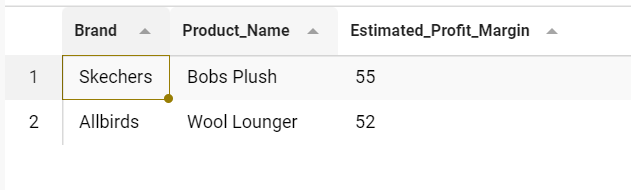 Brand Product_Name Estimated_Profit_Margin
1 Skechers Bobs Plush 55
2 Allbirds Wool Lounger 52